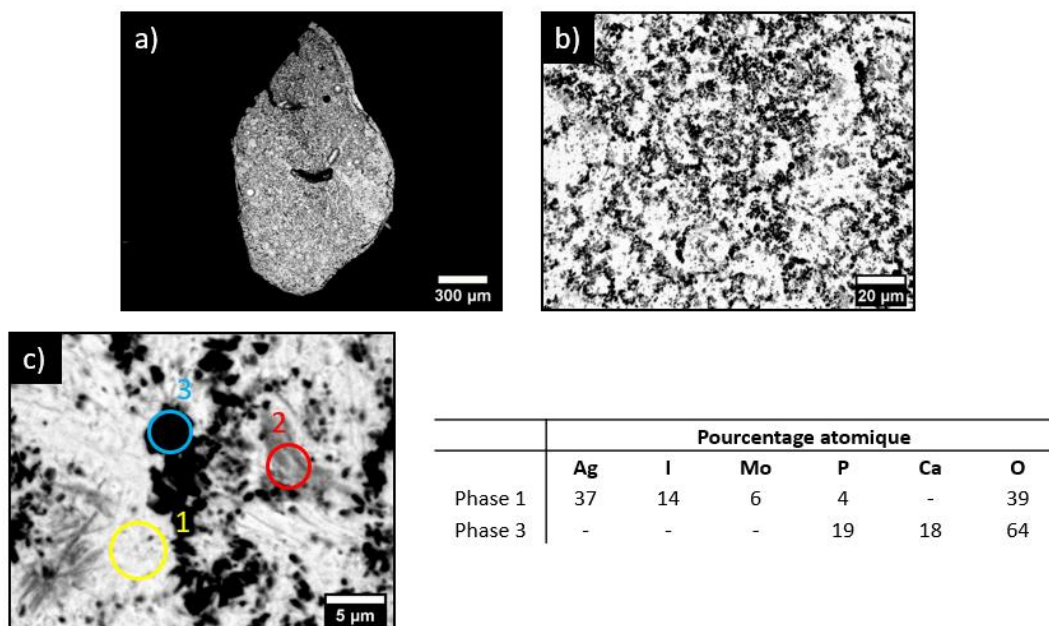 a)
300 µm
b)
20 µm
c)
3
2
1
5 µm
Pourcentage atomique
Ag I Mo P Ca O
Phase 1 37 14 6 4 - 39
Phase 3 - - - 19 18 64